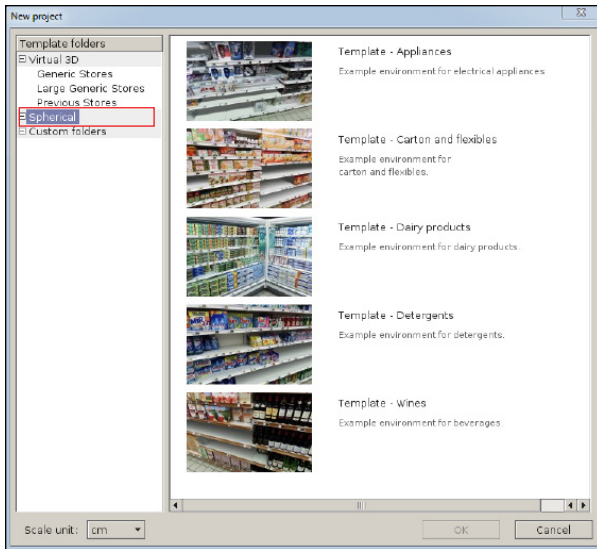 New project
Template folders
Virtual 3D
Generic Stores
Large Generic Stores
Previous Stores
Spherical
Custom folders
Template - Appliances
Example environment for electrical appliances
Template - Carton and flexibles
Example environment for
carton and flexibles.
Template - Dairy products
Example environment for dairy products.
Template - Detergents
Example environment for detergents.
Template - Wines
Example environment for beverages.
Scale unit: cm
OK
Cancel